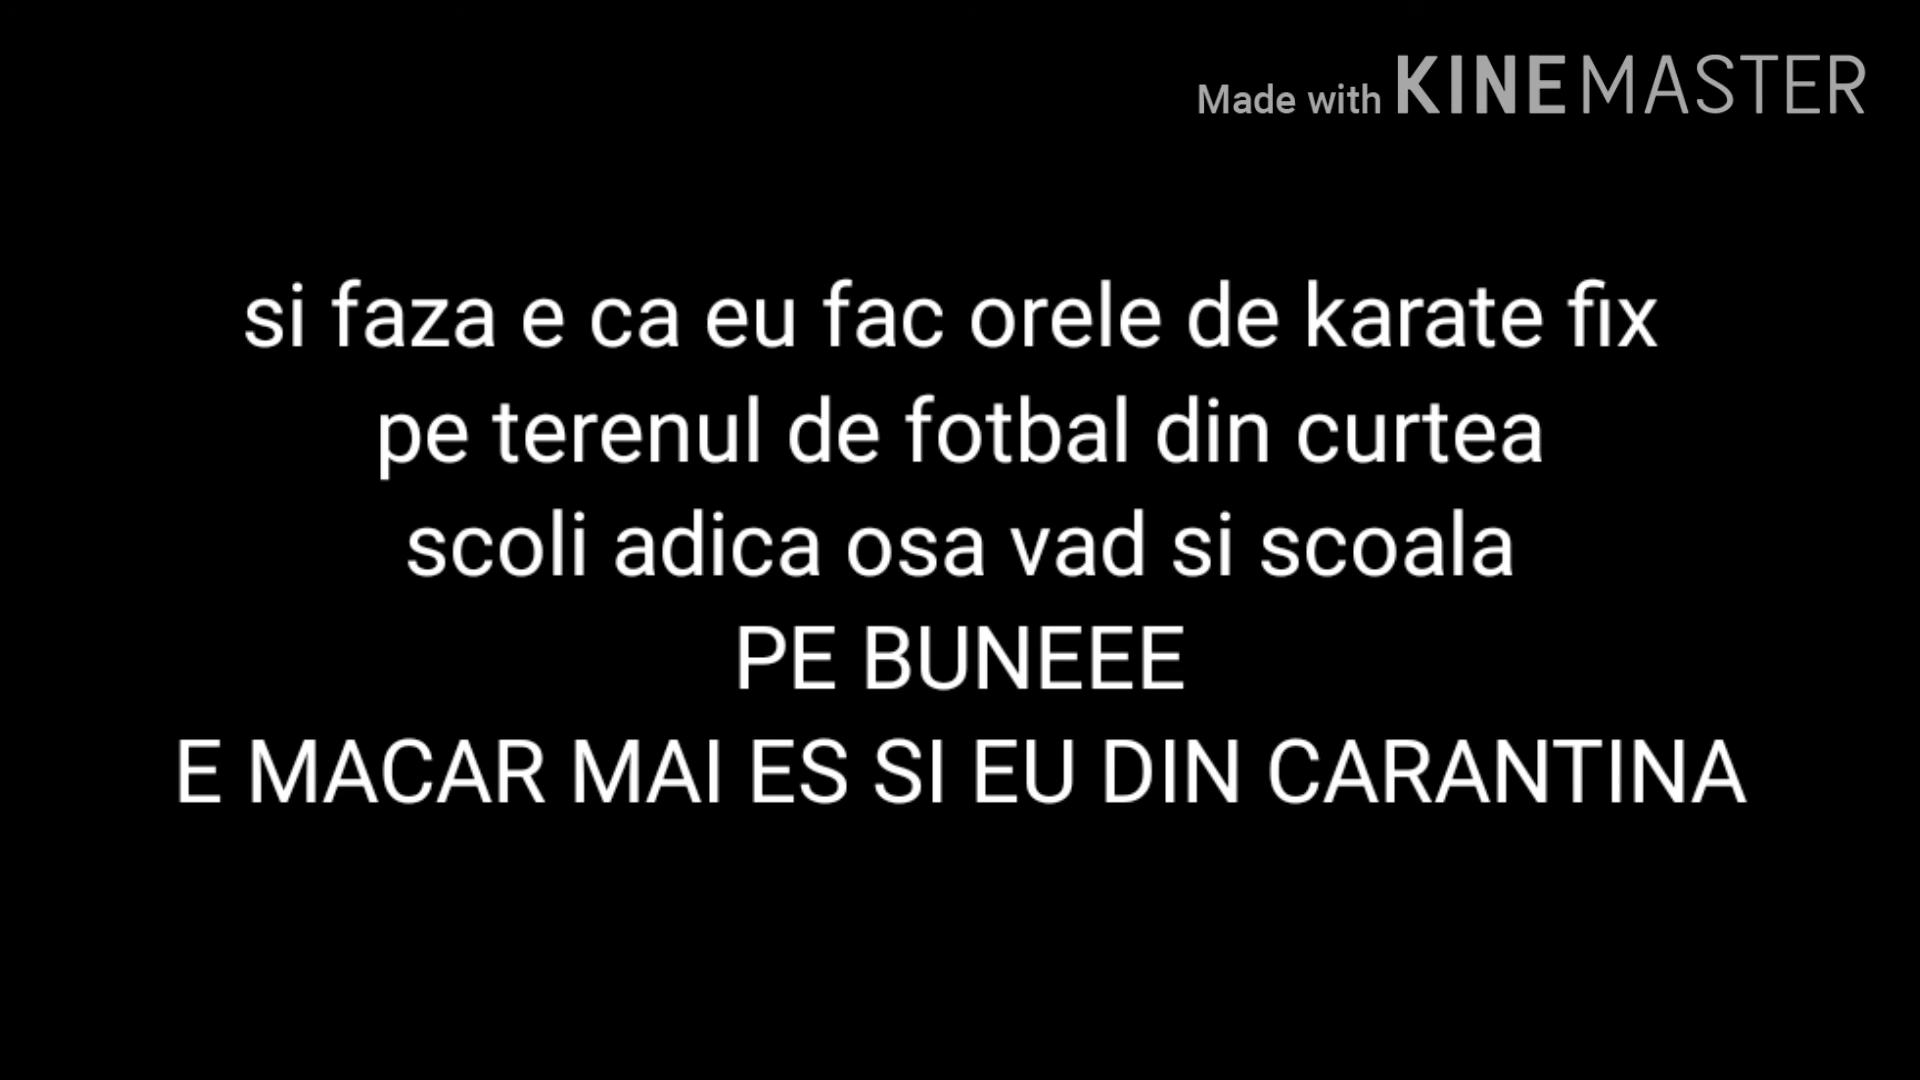 Made with KINEMASTER
si faza e ca eu fac orele de karate fix
pe terenul de fotbal din curtea
scoli adica osa vad si scoala
PE BUNEEE
E MACAR MAI ES SI EU DIN CARANTINA